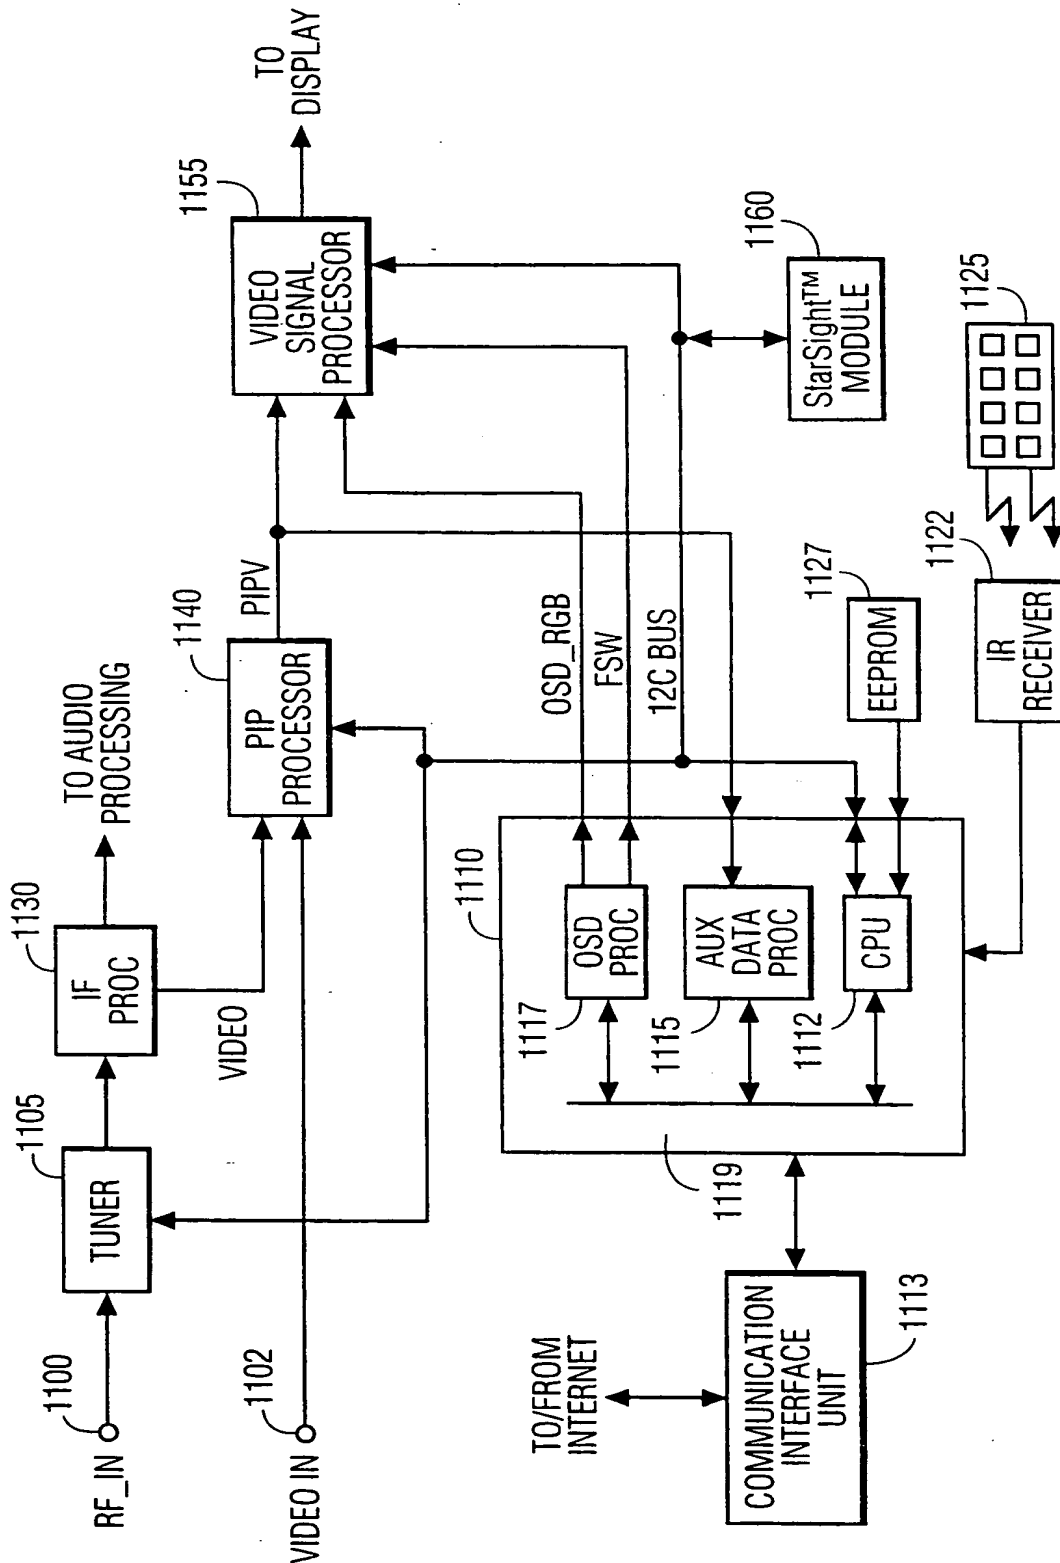 RF_IN
1100
TUNER
1105
IF
PROC
1130
TO AUDIO
PROCESSING
VIDEO
VIDEO IN
1102
PIP
PROCESSOR
1140
PIPV
VIDEO
SIGNAL
PROCESSOR
1155
TO
DISPLAY
OSD_RGB
FSW
12C BUS
StarSight™
MODULE
1160
1110
OSD
PROC
1117
AUX
DATA
PROC
1115
CPU
1112
1119
EEPROM
1127
IR
RECEIVER
1122
1125
TO/FROM
INTERNET
COMMUNICATION
INTERFACE
UNIT
1113